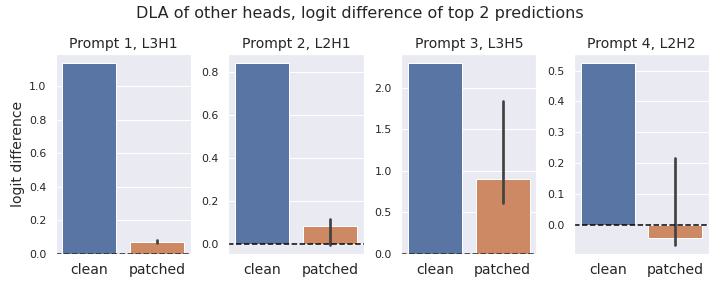 DLA of other heads, logit difference of top 2 predictions
Prompt 1, L3H1
Prompt 2, L2H1
Prompt 3, L3H5
Prompt 4, L2H2
logit difference
1.0
0.8
0.6
0.4
0.2
0.0
clean
patched
0.8
0.6
0.4
0.2
0.0
clean
patched
2.0
1.5
1.0
0.5
0.0
clean
patched
0.5
0.4
0.3
0.2
0.1
0.0
clean
patched